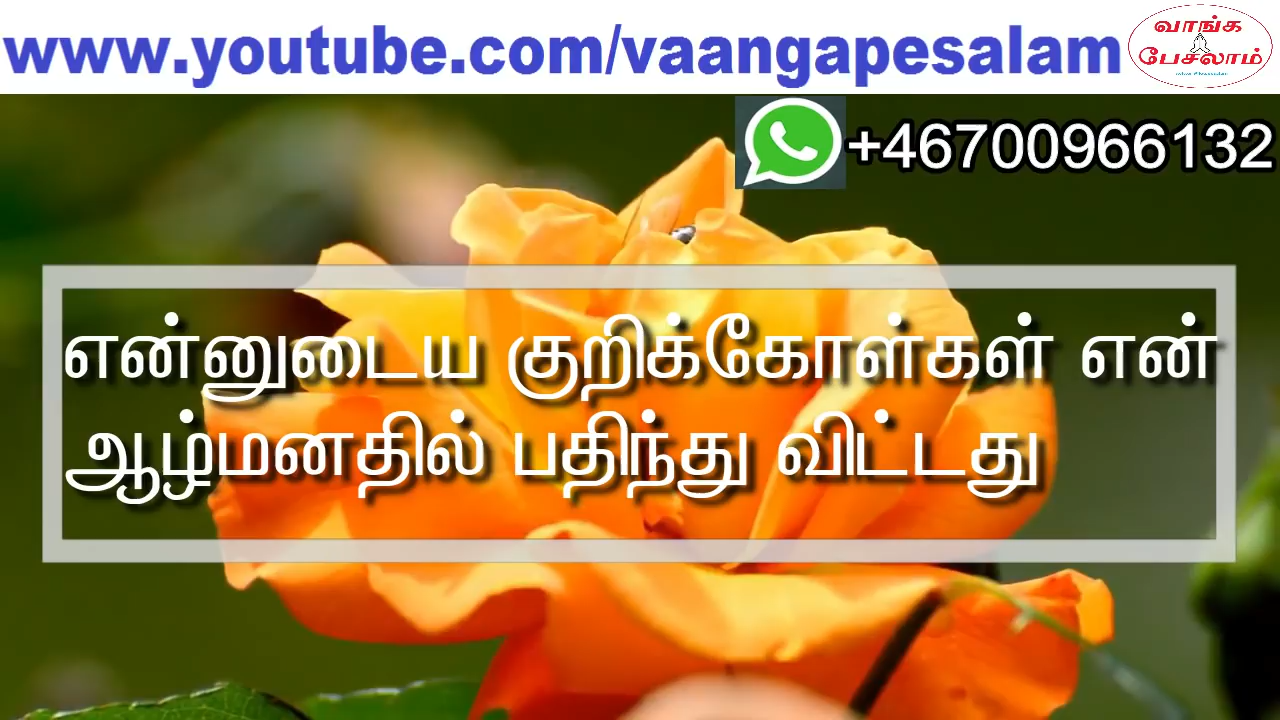 www.youtube.com/vaangapesalam
வாங்க
பேசலாம்
+46700966132
என்னுடைய குறிக்கோள்கள் என்
ஆழ்மனதில் பதிந்து விட்டது